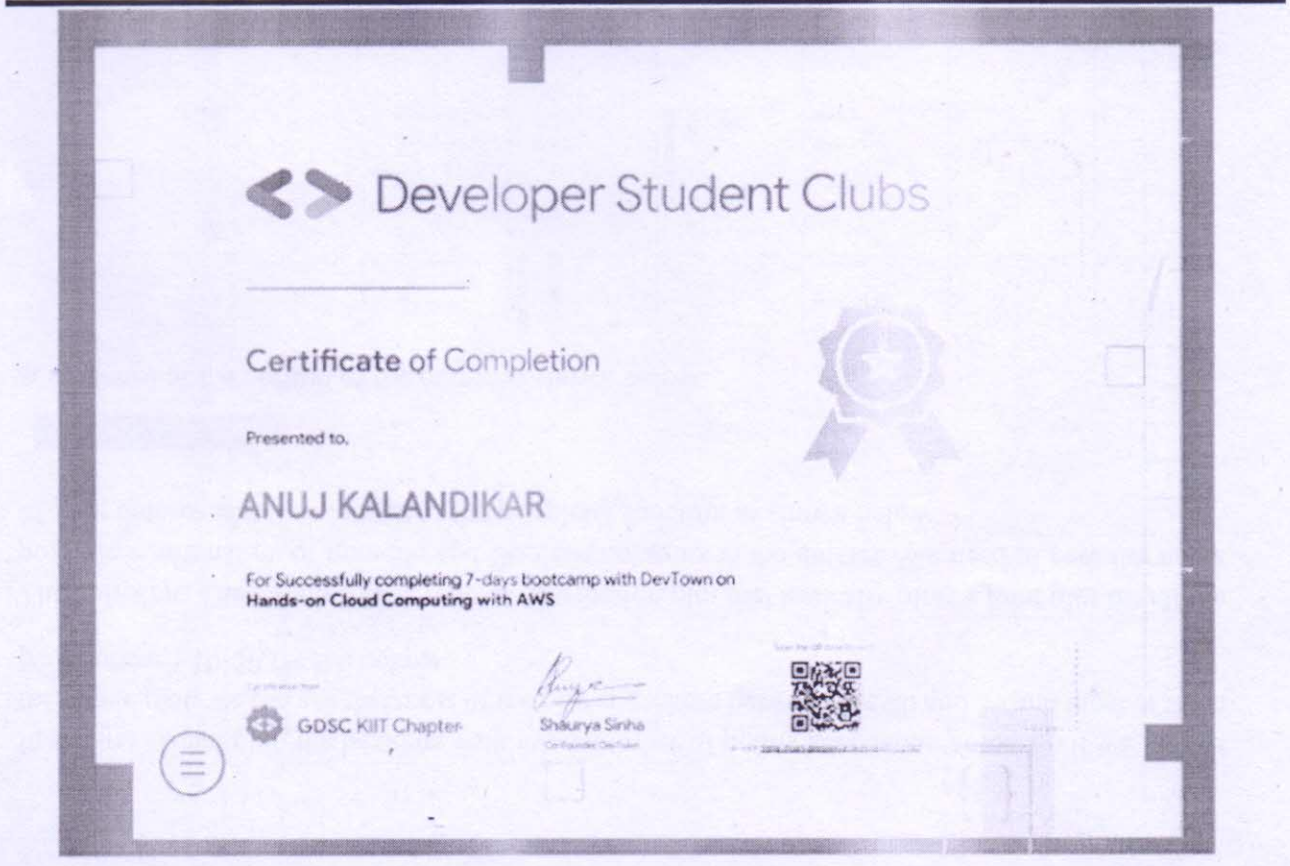 Developer Student Clubs
Certificate of Completion
Presented to,
ANUJ KALANDIKAR
For Successfully completing 7-days bootcamp with DevTown on
Hands-on Cloud Computing with AWS
GDSC KIIT Chapter
Shaurya Sinha